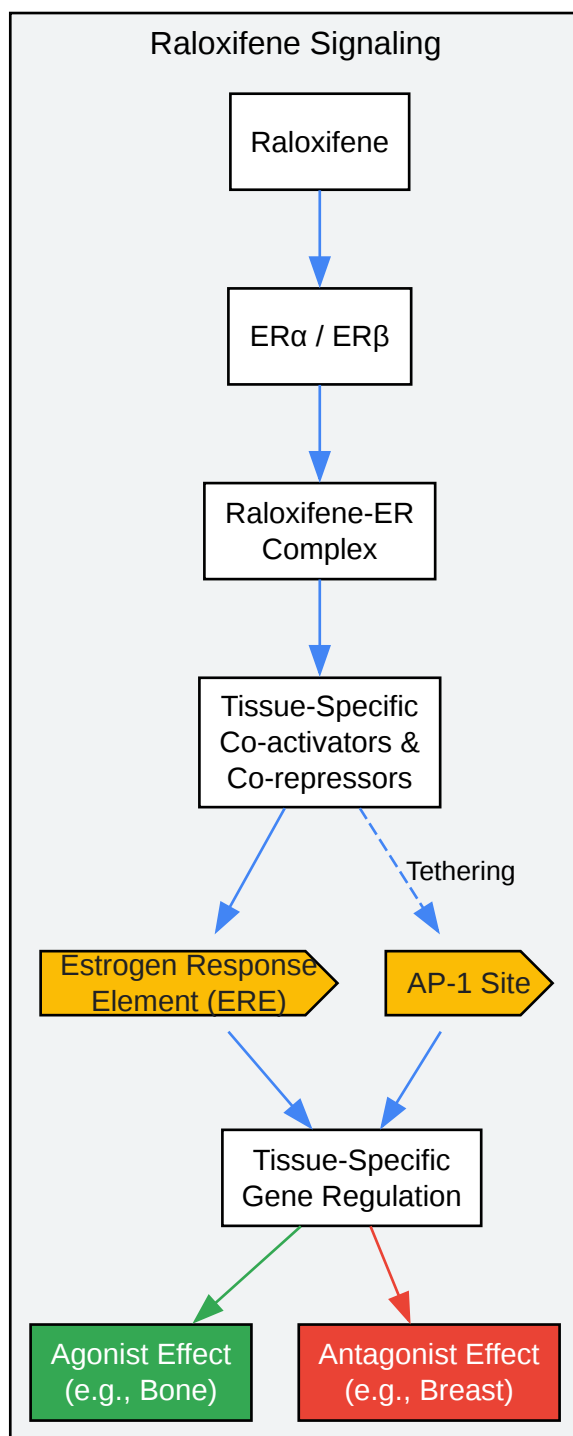 Raloxifene Signaling
Raloxifene
ERα / ERβ
Raloxifene-ER
Complex
Tissue-Specific
Co-activators &
Co-repressors
Tethering
Estrogen Response
Element (ERE)
AP-1 Site
Tissue-Specific
Gene Regulation
Agonist Effect
(e.g., Bone)
Antagonist Effect
(e.g., Breast)